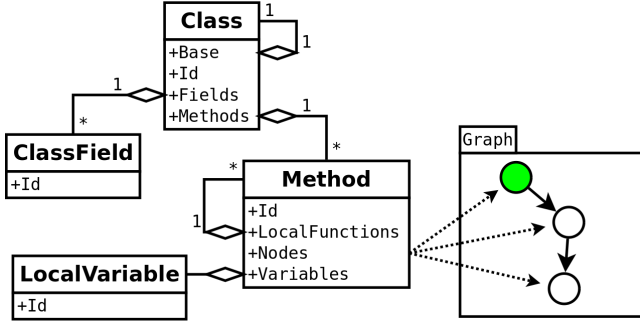 Class
+Base
+Id
+Fields
+Methods
1
1
1
*
1
*
ClassField
+Id
Method
+Id
+LocalFunctions
+Nodes
+Variables
*
1
LocalVariable
+Id
Graph